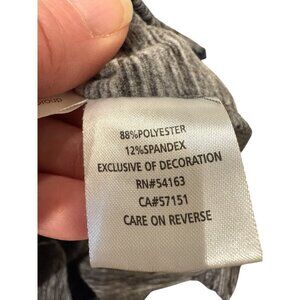 88%POLYESTER
12%SPANDEX
EXCLUSIVE OF DECORATION
RN#54163
CA#57151
CARE ON REVERSE